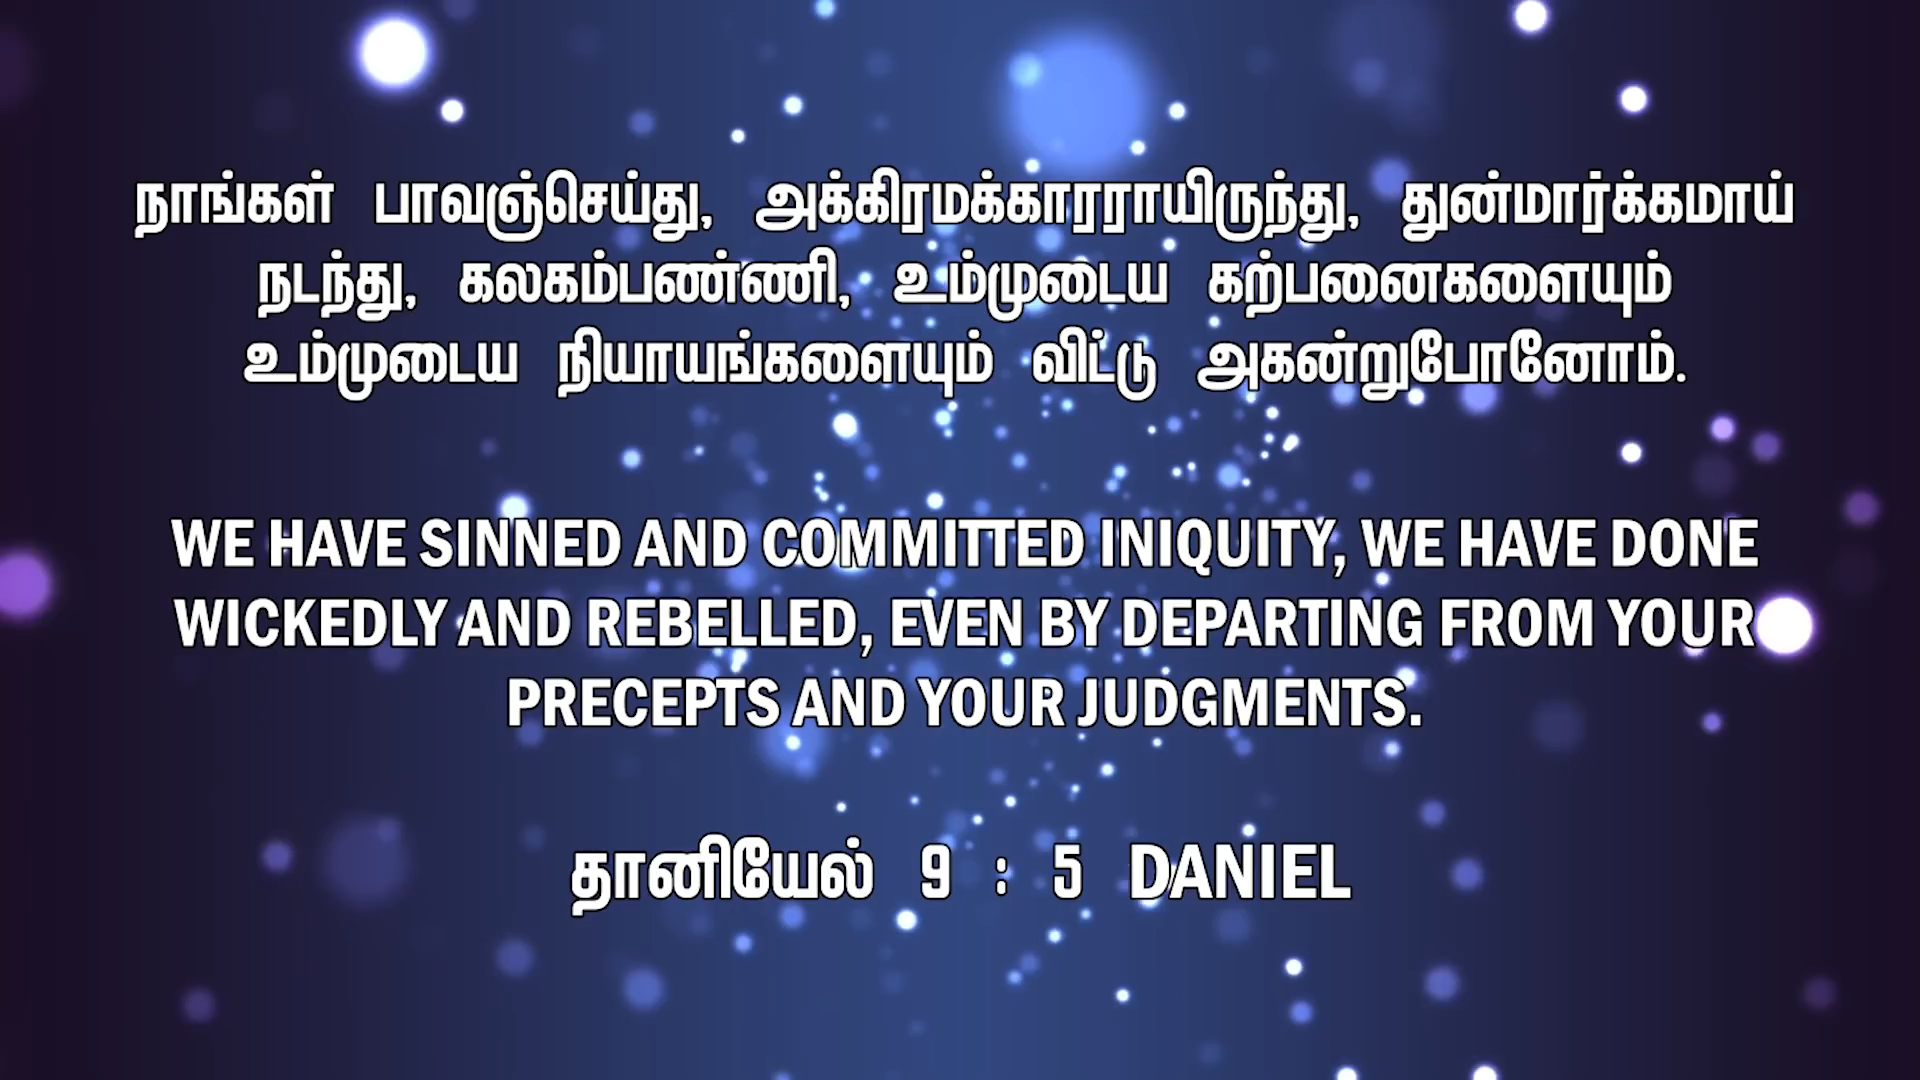 நாங்கள் பாவஞ்செய்து, அக்கிரமக்காரராயிருந்து, துன்மார்க்கமாய்
நடந்து, கலகம்பண்ணி, உம்முடைய கற்பனைகளையும்
உம்முடைய நியாயங்களையும் விட்டு அகன்றுபோனோம்.
WE HAVE SINNED AND COMMITTED INIQUITY, WE HAVE DONE
WICKEDLY AND REBELLED, EVEN BY DEPARTING FROM YOUR
PRECEPTS AND YOUR JUDGMENTS.
தானியேல் 9 : 5 DANIEL